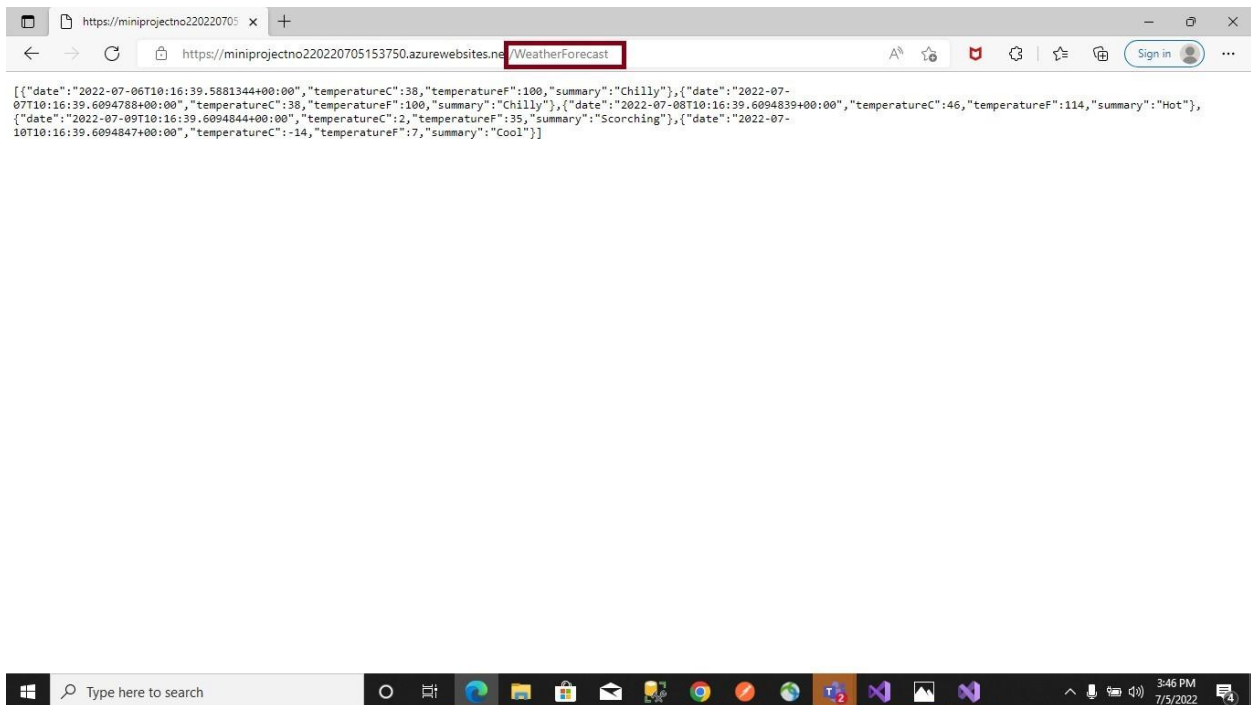 https://miniprojectno220220705
https://miniprojectno220220705153750.azurewebsites.ne/WeatherForecast
Sign in
[{"date":"2022-07-06T10:16:39.5881344+00:00","temperatureC":38,"temperatureF":100,"summary":"Chilly"},{"date":"2022-07-
07T10:16:39.6094788+00:00","temperatureC":38,"temperatureF":100,"summary":"Chilly"},{"date":"2022-07-08T10:16:39.6094839+00:00","temperatureC":46,"temperatureF":114,"summary":"Hot"},
{"date":"2022-07-09T10:16:39.6094844+00:00","temperatureC":2,"temperatureF":35,"summary":"Scorching"},{"date":"2022-07-
10T10:16:39.6094847+00:00","temperatureC":-14,"temperatureF":7,"summary":"Cool"}]
Type here to search
3:46 PM
7/5/2022